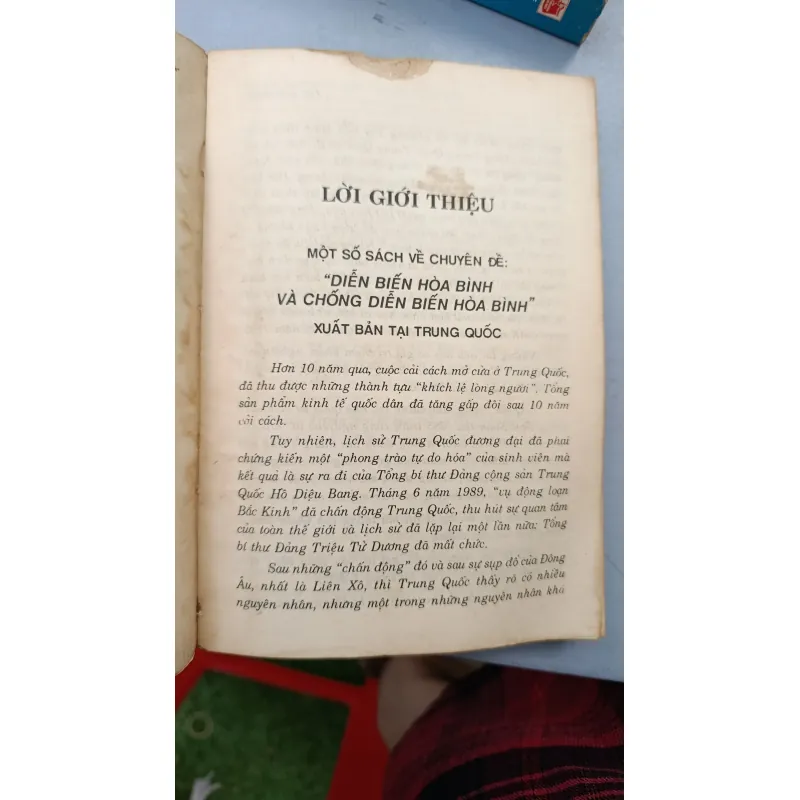 LỜI GIỚI THIỆU
MỘT SỐ SÁCH VỀ CHUYÊN ĐỀ:
"DIỄN BIẾN HÒA BÌNH
VÀ CHỐNG DIỄN BIẾN HÒA BÌNH"
XUẤT BẢN TẠI TRUNG QUỐC
Hơn 10 năm qua, cuộc cải cách mở cửa ở Trung Quốc,
đã thu được những thành tựu "khích lệ lòng người". Tổng
sản phẩm kinh tế quốc dân đã tăng gấp đôi sau 10 năm
cải cách.
Tuy nhiên, lịch sử Trung Quốc đương đại đã phải
chứng kiến một "phong trào tự do hóa" của sinh viên mà
kết quả là sự ra đi của Tổng bí thư Đảng cộng sản Trung
Quốc Hồ Diệu Bang. Tháng 6 năm 1989, "vụ động loạn
Bắc Kinh" đã chấn động Trung Quốc, thu hút sự quan tâm
của toàn thế giới và lịch sử đã lặp lại một lần nữa: Tổng
bí thư Đảng Triệu Tử Dương đã mất chức.
Sau những "chấn động" đó và sau sự sụp đổ của Đông
Âu, nhất là Liên Xô, thì Trung Quốc thấy rõ có nhiều
nguyên nhân, nhưng một trong những nguyên nhân khá